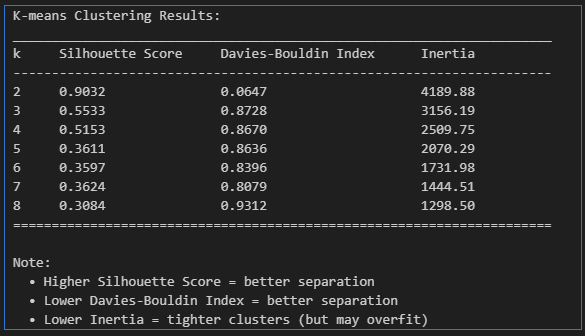 K-means Clustering Results:
k Silhouette Score Davies-Bouldin Index Inertia
-----------------------------------------------------------------------
2 0.9032 0.0647 4189.88
3 0.5533 0.8728 3156.19
4 0.5153 0.8670 2509.75
5 0.3611 0.8636 2070.29
6 0.3597 0.8396 1731.98
7 0.3624 0.8079 1444.51
8 0.3084 0.9312 1298.50
=======================================================================
Note:
• Higher Silhouette Score = better separation
• Lower Davies-Bouldin Index = better separation
• Lower Inertia = tighter clusters (but may overfit)